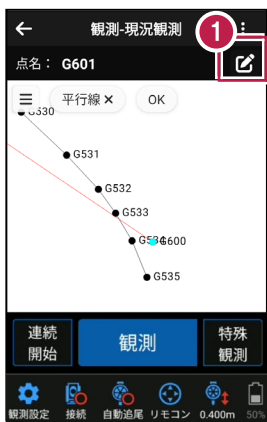 観測-現況観測
1
点名： G601
平行線 ×
OK
G530
G531
G532
G533
G534
G600
G535
連続
開始
観測
特殊
観測
観測設定
接続
自動追尾
リモコン
0.400m
50%